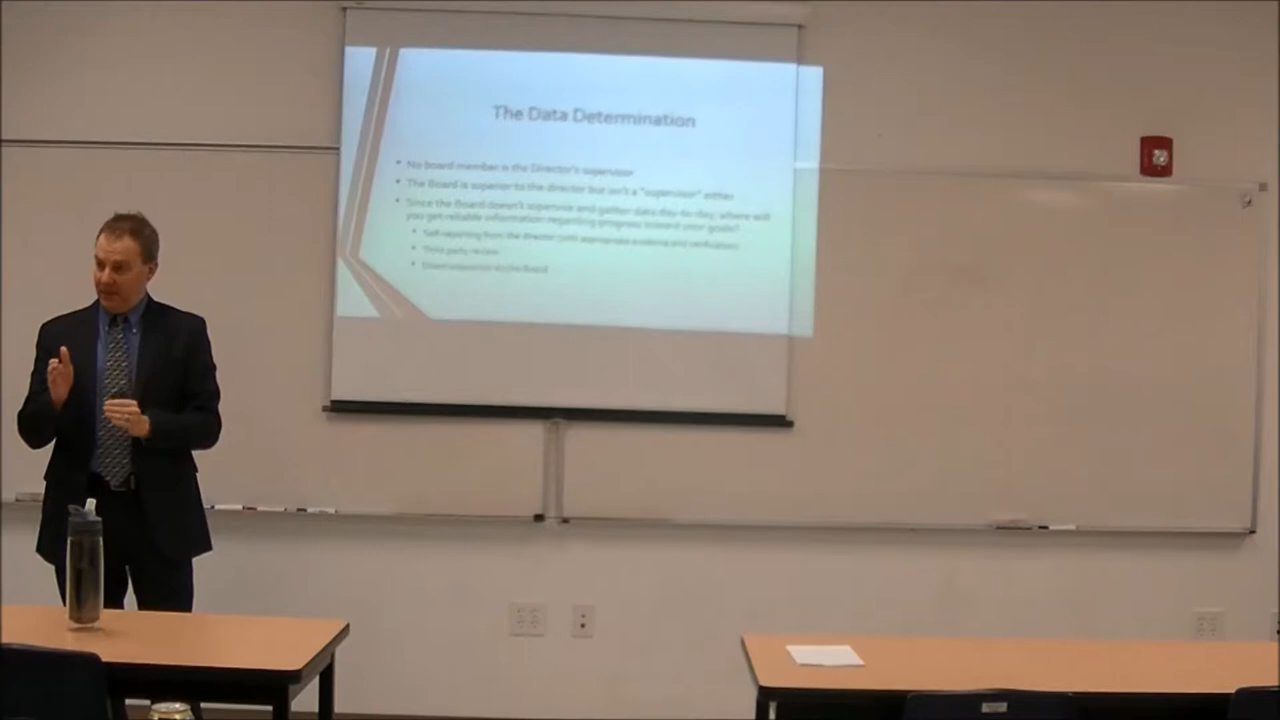 The Data Determination
• No board member is the Director's supervisor
• The Board is superior to the director but isn't a "supervisor" either
• Since the Board doesn't supervise and gather data day-to-day, where will
you get reliable information regarding progress toward your goals?
• Self-reporting from the director (with appropriate evidence and verification)
• Third party review
• Direct inspection by the Board